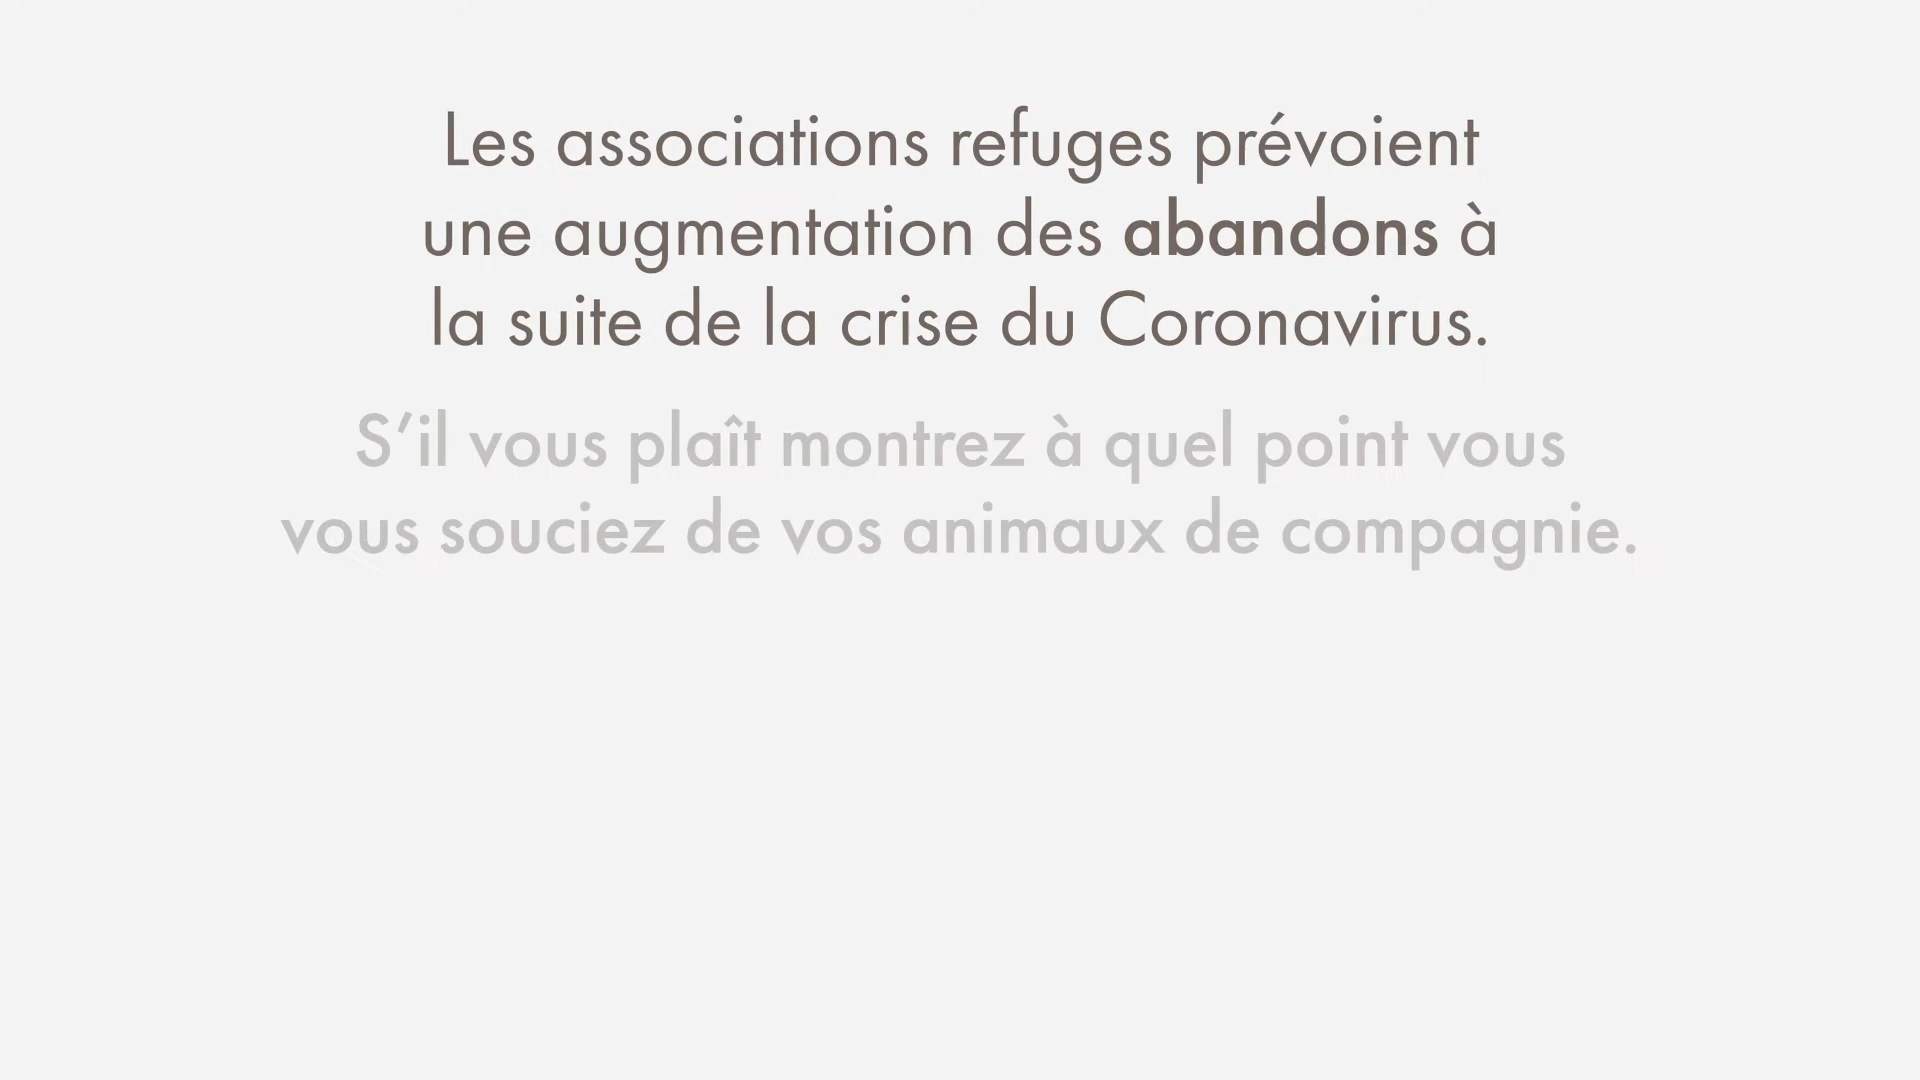 Les associations refuges prévoient
une augmentation des abandons à
la suite de la crise du Coronavirus.
S’il vous plaît montrez à quel point vous
vous souciez de vos animaux de compagnie.